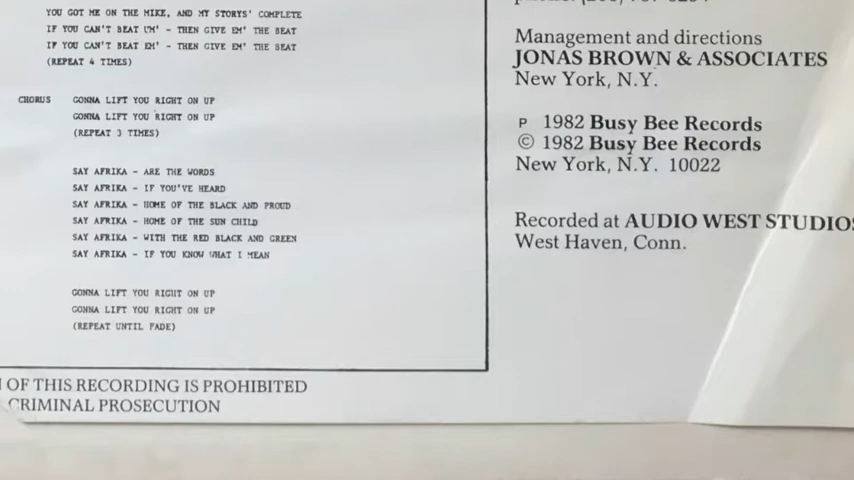 YOU GOT ME ON THE MIKE, AND MY STORYS' COMPLETE
IF YOU CAN'T BEAT U'M' - THEN GIVE EM' THE BEAT
IF YOU CAN'T BEAT EM' - THEN GIVE EM' THE BEAT
(REPEAT 4 TIMES)
CHORUS GONNA LIFT YOU RIGHT ON UP
GONNA LIFT YOU RIGHT ON UP
(REPEAT 3 TIMES)
SAY AFRIKA - ARE THE WORDS
SAY AFRIKA - IF YOU'VE HEARD
SAY AFRIKA - HOME OF THE BLACK AND PROUD
SAY AFRIKA - HOME OF THE SUN CHILD
SAY AFRIKA - WITH THE RED BLACK AND GREEN
SAY AFRIKA - IF YOU KNOW WHAT I MEAN
GONNA LIFT YOU RIGHT ON UP
GONNA LIFT YOU RIGHT ON UP
(REPEAT UNTIL FADE)
OF THIS RECORDING IS PROHIBITED
CRIMINAL PROSECUTION
Management and directions
JONAS BROWN & ASSOCIATES
New York, N.Y.
P 1982 Busy Bee Records
© 1982 Busy Bee Records
New York, N.Y. 10022
Recorded at AUDIO WEST STUDIOS
West Haven, Conn.